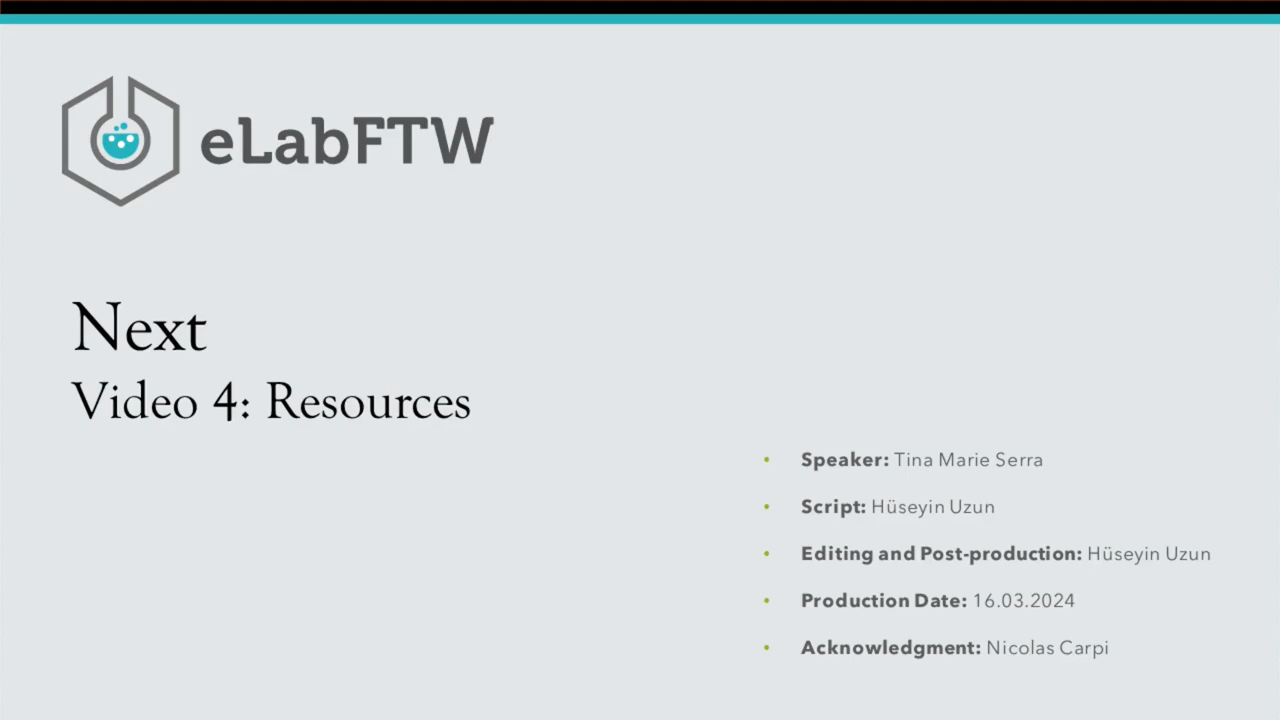 eLabFTW
Next
Video 4: Resources
• Speaker: Tina Marie Serra
• Script: Hüseyin Uzun
• Editing and Post-production: Hüseyin Uzun
• Production Date: 16.03.2024
• Acknowledgment: Nicolas Carpi